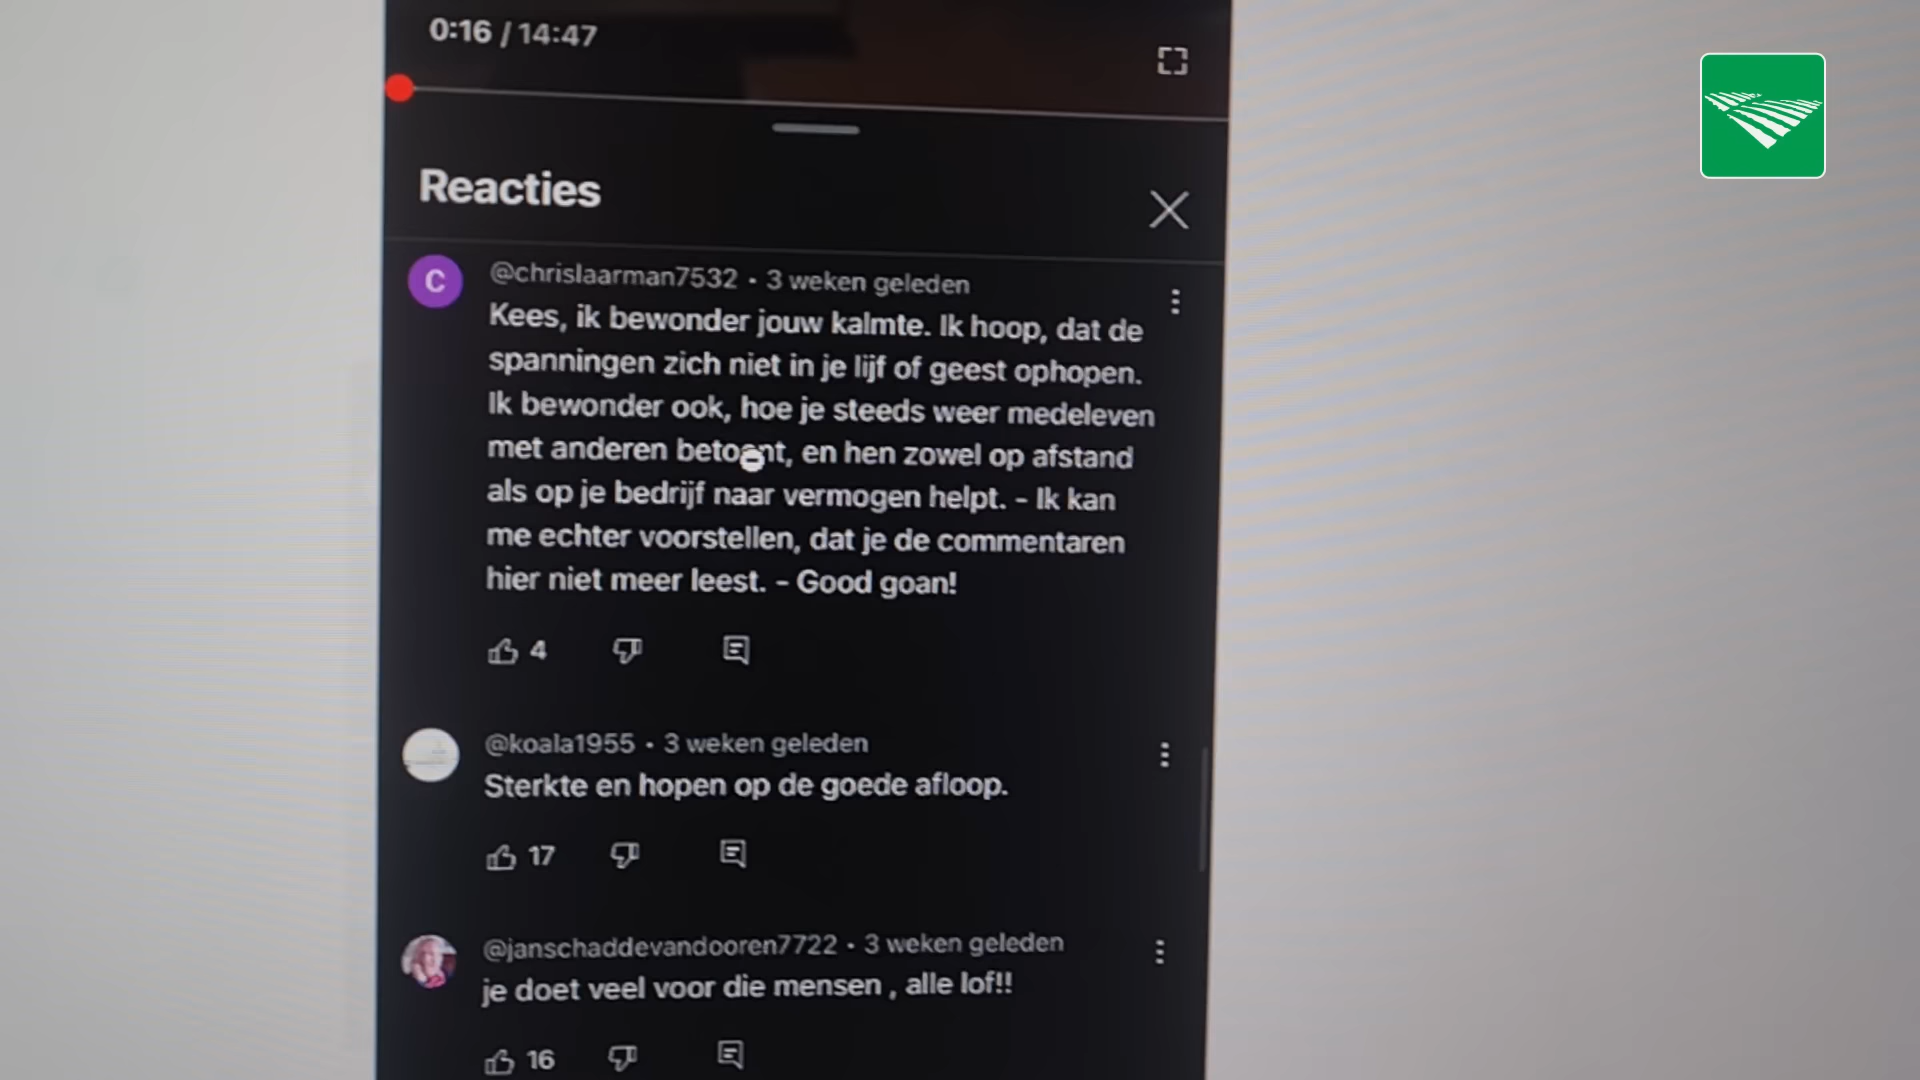 0:16 / 14:47
Reacties
C
@chrislaarman7532 • 3 weken geleden
Kees, ik bewonder jouw kalmte. Ik hoop, dat de
spanningen zich niet in je lijf of geest ophopen.
Ik bewonder ook, hoe je steeds weer medeleven
met anderen betoont, en hen zowel op afstand
als op je bedrijf naar vermogen helpt. - Ik kan
me echter voorstellen, dat je de commentaren
hier niet meer leest. - Good goan!
4
@koala1955 • 3 weken geleden
Sterkte en hopen op de goede afloop.
17
@janschaddevandooren7722 • 3 weken geleden
je doet veel voor die mensen , alle lof!!
16